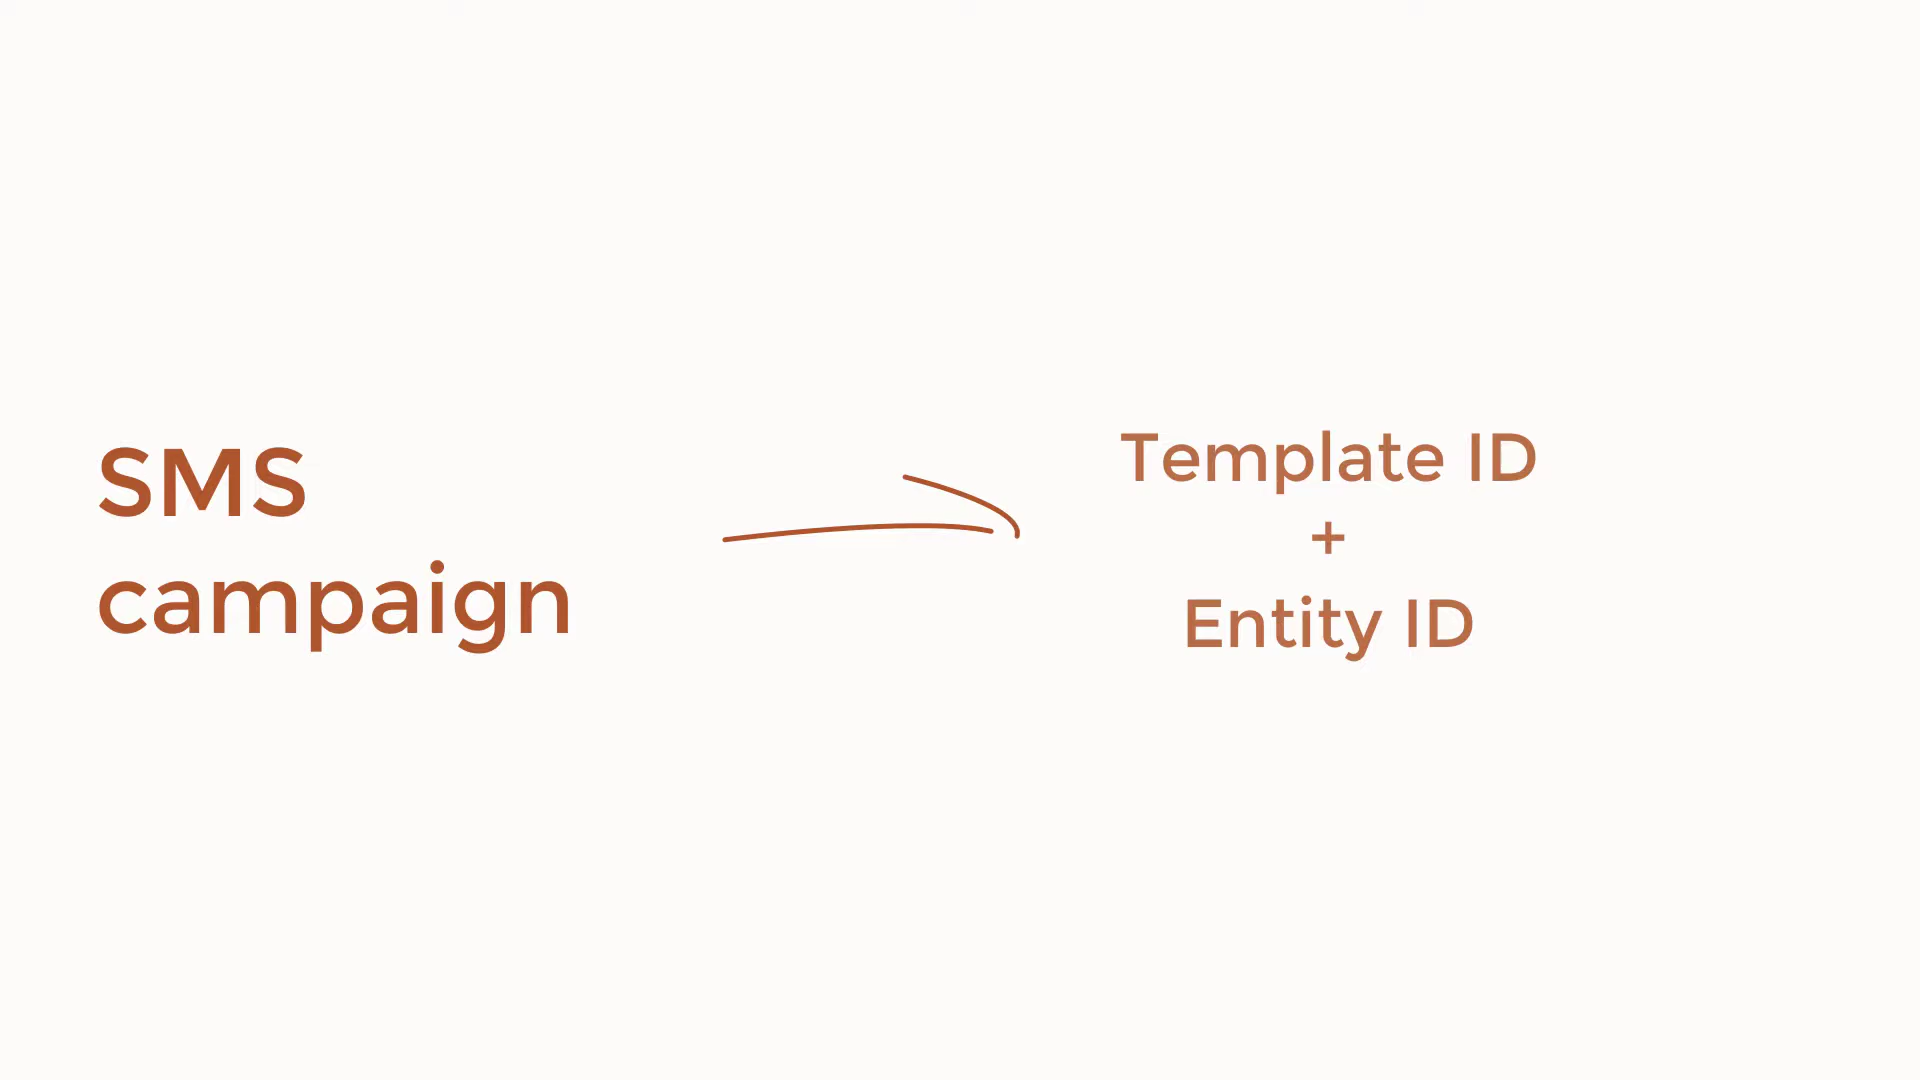 SMS
campaign
Template ID
+
Entity ID